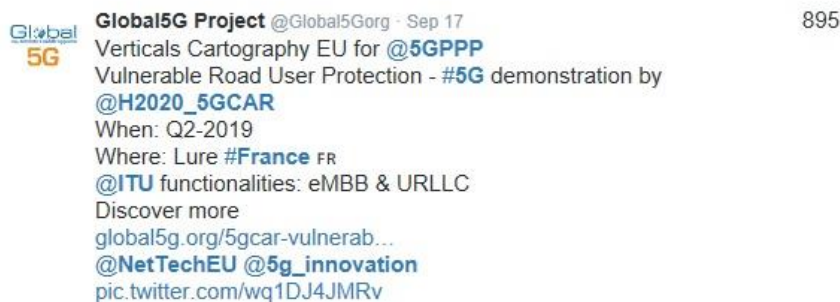 Global
5G
Global5G Project @Global5Gorg · Sep 17
895
Verticals Cartography EU for @5GPPP
Vulnerable Road User Protection - #5G demonstration by
@H2020_5GCAR
When: Q2-2019
Where: Lure #France FR
@ITU functionalities: eMBB & URLLC
Discover more
global5g.org/5gcar-vulnerab...
@NetTechEU @5g_innovation
pic.twitter.com/wq1DJ4JMRv